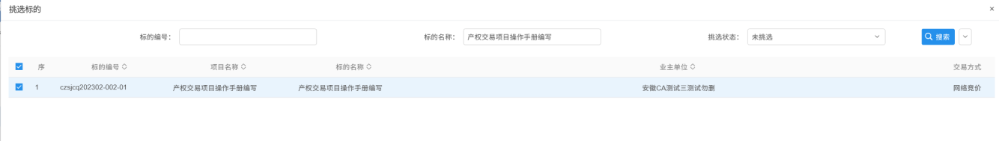 挑选标的
标的编号：
标的名称： 产权交易项目操作手册编写
挑选状态： 未挑选
搜索
序 标的编号 项目名称 标的名称 业主单位 交易方式
1 czsjcq202302-002-01 产权交易项目操作手册编写 产权交易项目操作手册编写 安徽CA测试三测试勿删 网络竞价